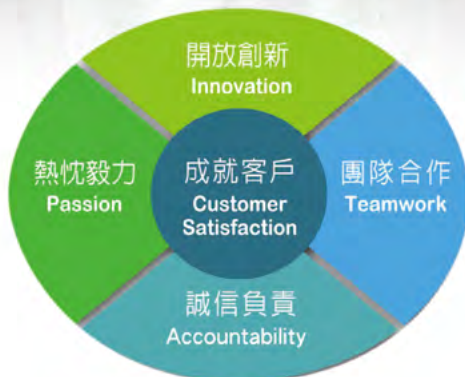 開放創新
Innovation
熱忱毅力
Passion
成就客戶
Customer
Satisfaction
團隊合作
Teamwork
誠信負責
Accountability